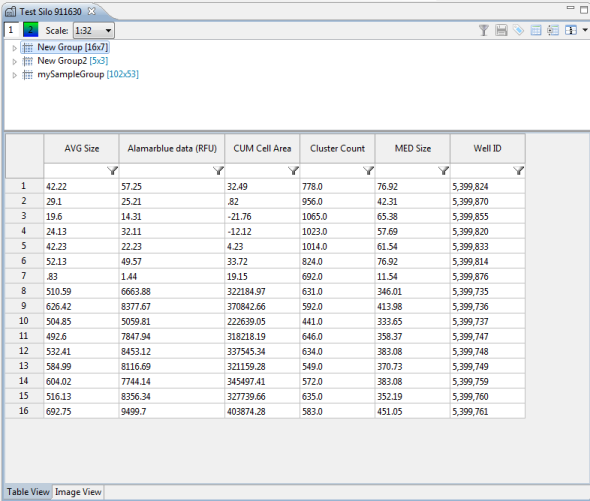 Test Silo 911630
1 2 Scale: 1:32
New Group [16x7]
New Group2 [5x3]
mySampleGroup [102x53]
AVG Size Alamarblue data (RFU) CUM Cell Area Cluster Count MED Size Well ID
1 42.22 57.25 32.49 778.0 76.92 5,399,824
2 29.1 25.21 .82 956.0 42.31 5,399,870
3 19.6 14.31 -21.76 1065.0 65.38 5,399,855
4 24.13 32.11 -12.12 1023.0 57.69 5,399,820
5 42.23 22.23 4.23 1014.0 61.54 5,399,833
6 52.13 49.57 33.72 824.0 76.92 5,399,814
7 .83 1.44 19.15 692.0 11.54 5,399,876
8 510.59 6663.88 322184.97 631.0 346.01 5,399,735
9 626.42 8377.67 370842.66 592.0 413.98 5,399,736
10 504.85 5059.81 222639.05 441.0 333.65 5,399,737
11 492.6 7847.94 318218.19 646.0 358.37 5,399,747
12 532.41 8453.12 337545.34 634.0 383.08 5,399,748
13 584.99 8116.69 321159.28 549.0 370.73 5,399,749
14 604.02 7744.14 345497.41 572.0 383.08 5,399,759
15 516.13 8356.34 327739.66 635.0 352.19 5,399,760
16 692.75 9499.7 403874.28 583.0 451.05 5,399,761
Table View Image View